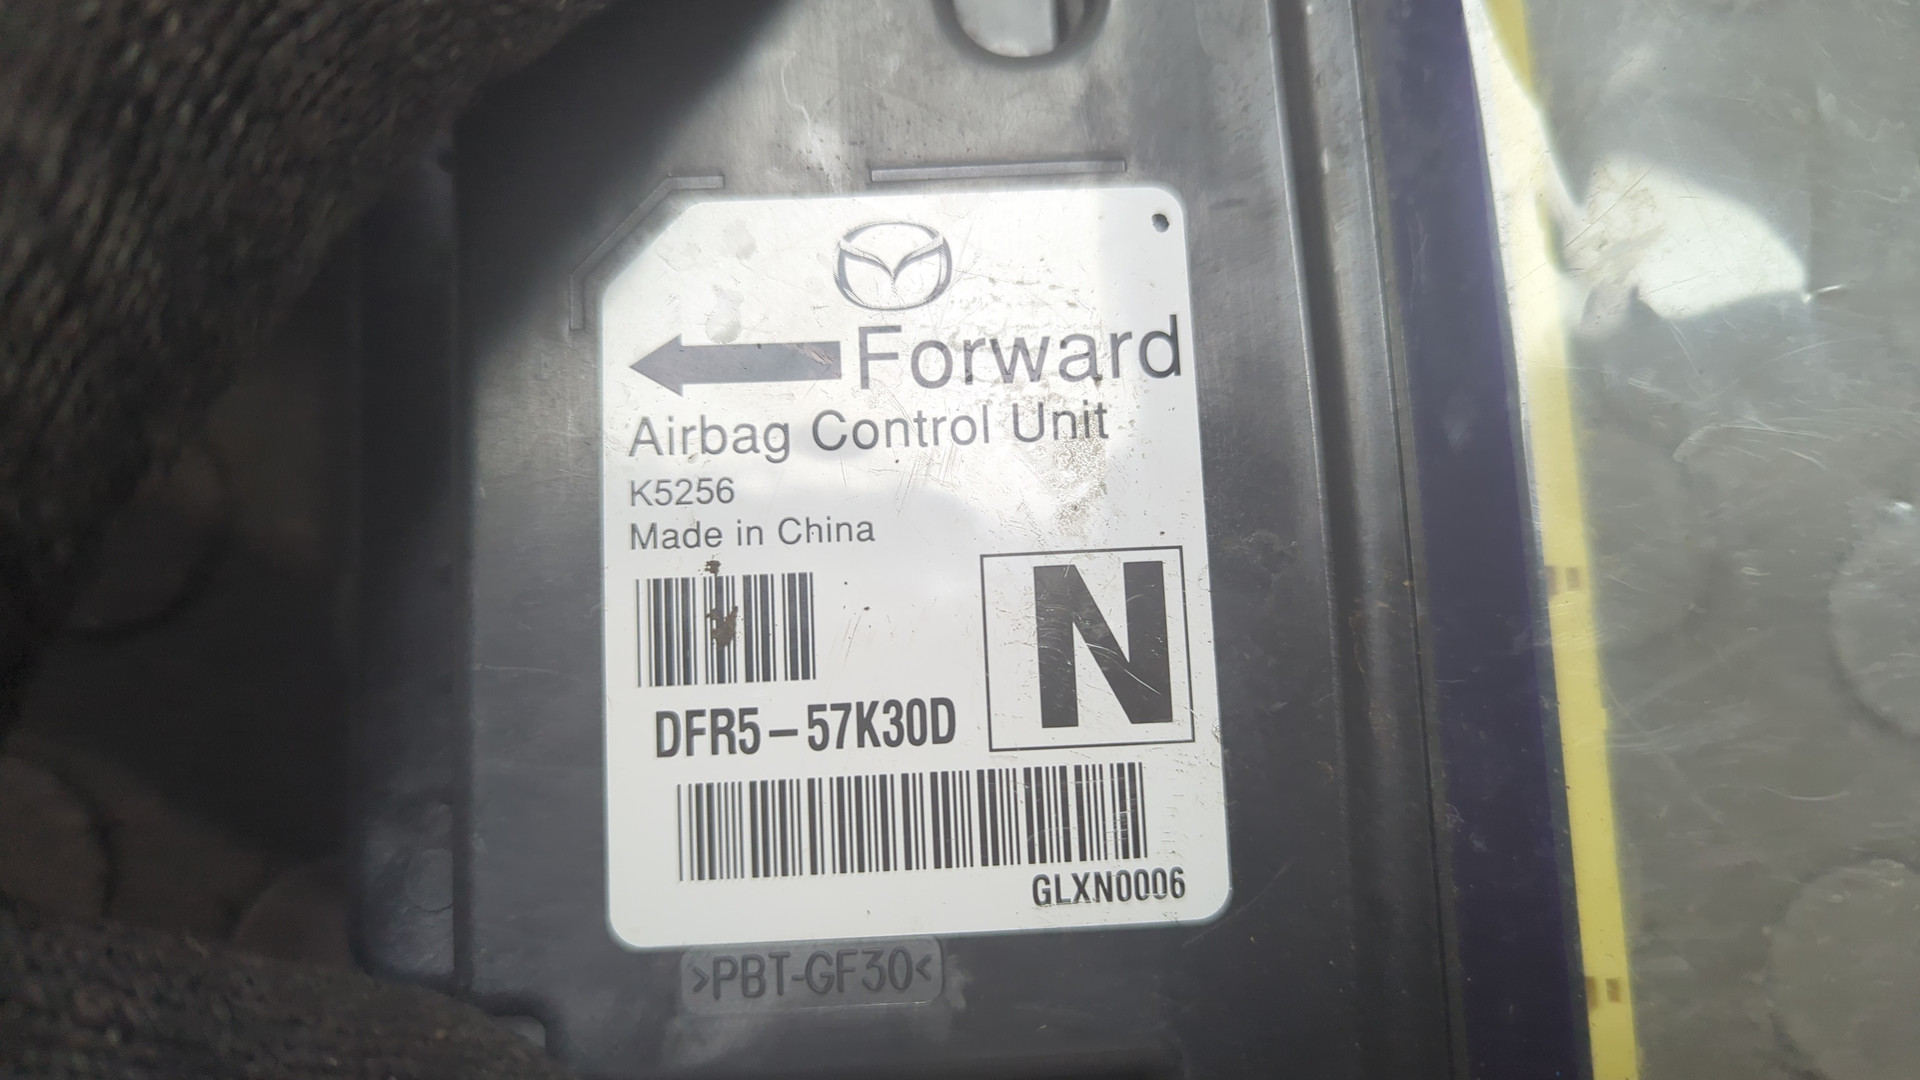 Forward
Airbag Control Unit
K5256
Made in China
N
DFR5-57K30D
GLXN0006
>PBT-GF30<